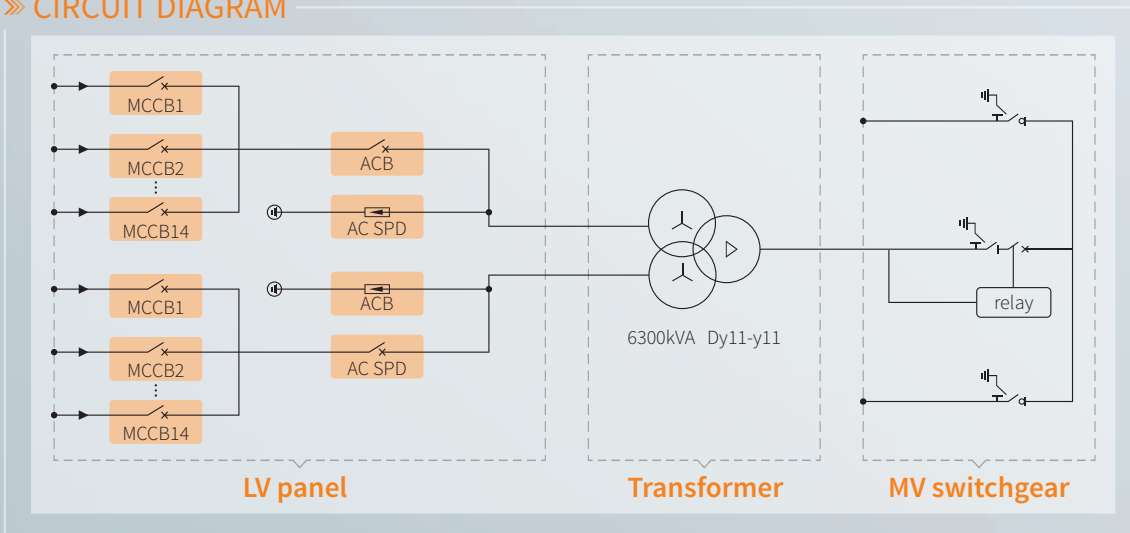 » CIRCUIT DIAGRAM
MCCB1
MCCB2
MCCB14
ACB
AC SPD
MCCB1
MCCB2
MCCB14
ACB
AC SPD
6300kVA Dy11-y11
relay
LV panel
Transformer
MV switchgear